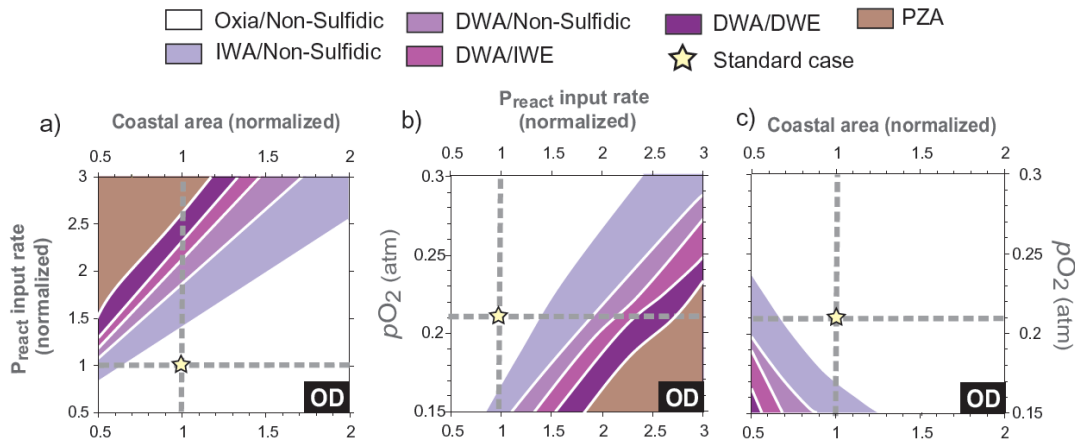 Oxia/Non-Sulfidic DWA/Non-Sulfidic DWA/DWE PZA
IWA/Non-Sulfidic DWA/IWE Standard case
a)
Coastal area (normalized)
0.5 1 1.5 2
P react input rate
(normalized)
3
2.5
2
1.5
1
0.5
OD
0.5 1 1.5 2
b)
P react input rate
(normalized)
0.5 1 1.5 2 2.5 3
pO2 (atm)
0.3
0.25
0.2
0.15
OD
0.5 1 1.5 2 2.5 3
c)
Coastal area (normalized)
0.5 1 1.5 2
0.3
0.25
0.2
0.15
pO2 (atm)
OD
0.5 1 1.5 2